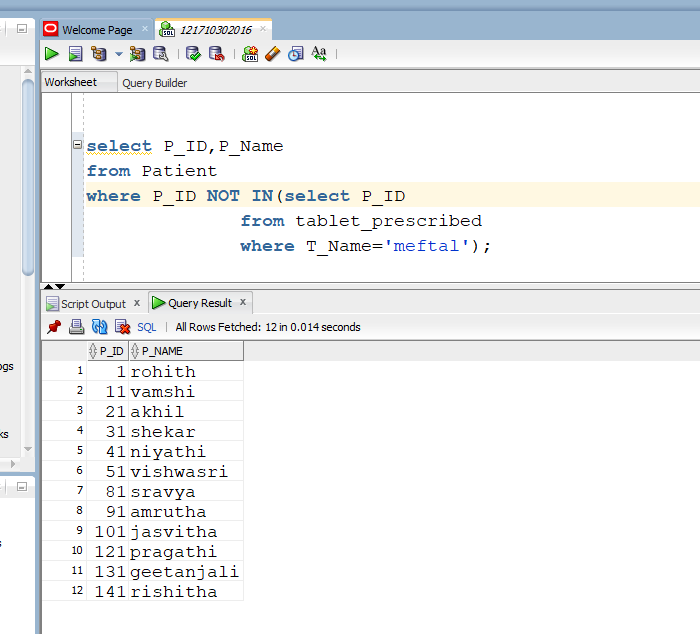 Welcome Page
121710302016
Worksheet
Query Builder
select P_ID,P_Name
from Patient
where P_ID NOT IN(select P_ID
from tablet_prescribed
where T_Name='meftal');
Script Output x
Query Result x
SQL
All Rows Fetched: 12 in 0.014 seconds
P_ID P_NAME
1 1 rohith
2 11 vamshi
3 21 akhil
4 31 shekar
5 41 niyathi
6 51 vishwasri
7 81 sravya
8 91 amrutha
9 101 jasvitha
10 121 pragathi
11 131 geetanjali
12 141 rishitha